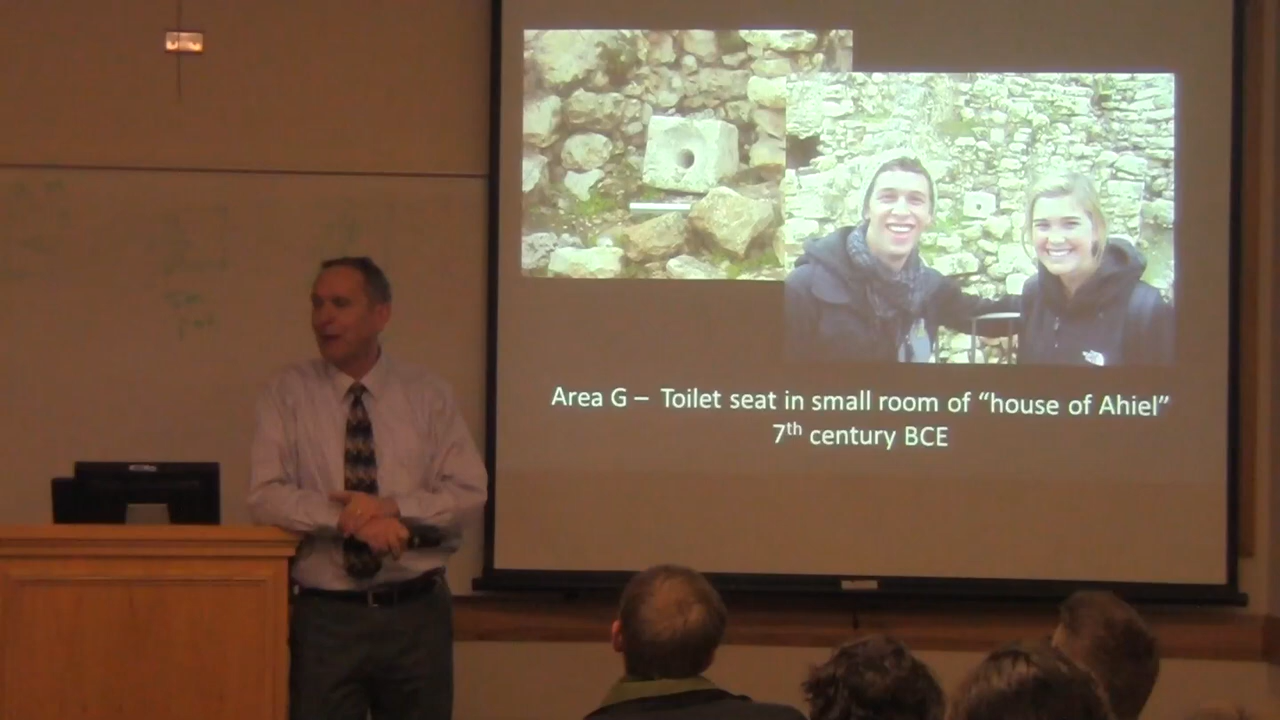 Area G – Toilet seat in small room of “house of Ahiel”
7th century BCE